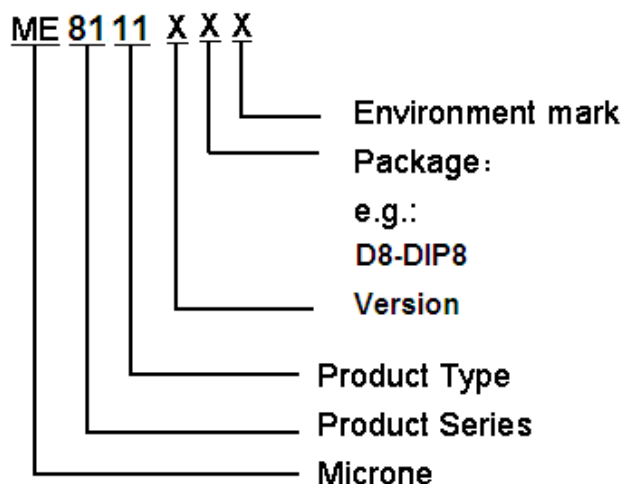 ME 81 11 X X X
Environment mark
Package：
e.g.:
D8-DIP8
Version
Product Type
Product Series
Microne